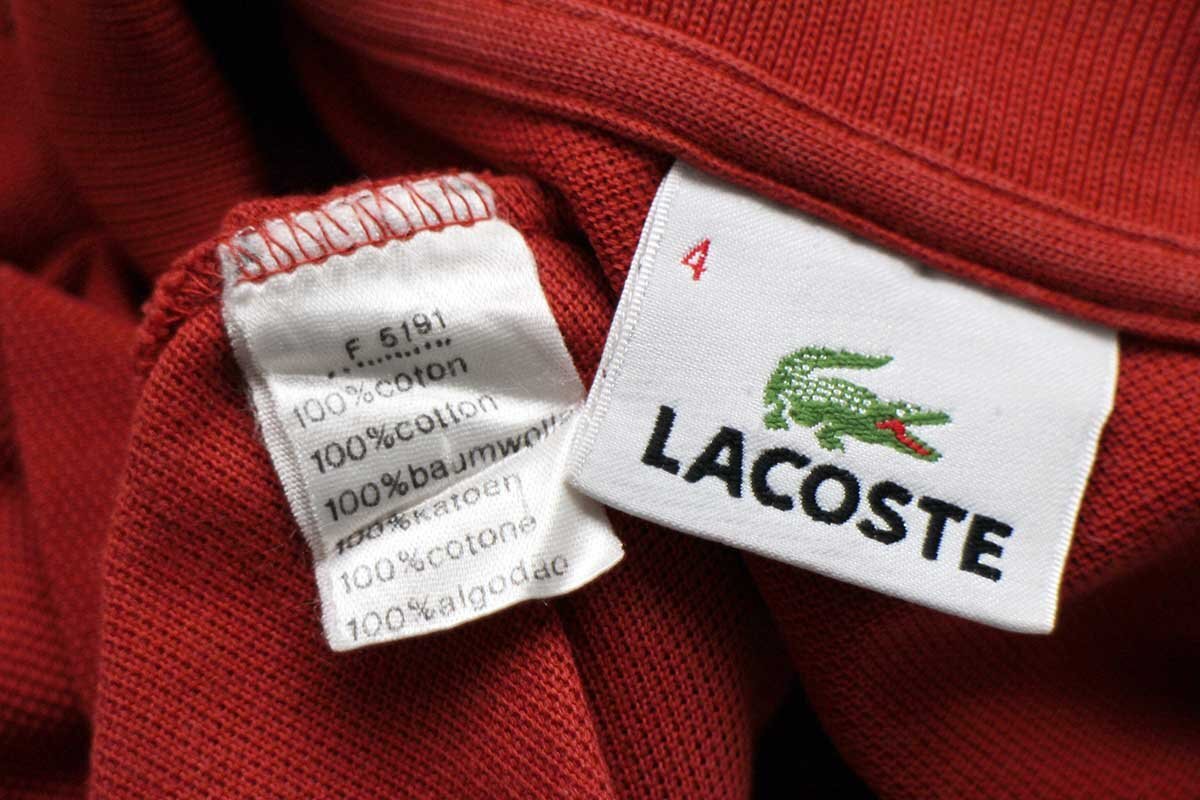 F 5191
100%coton
100%cotton
100%baumwolle
100%katoen
100%cotone
100%algodao
4
LACOSTE